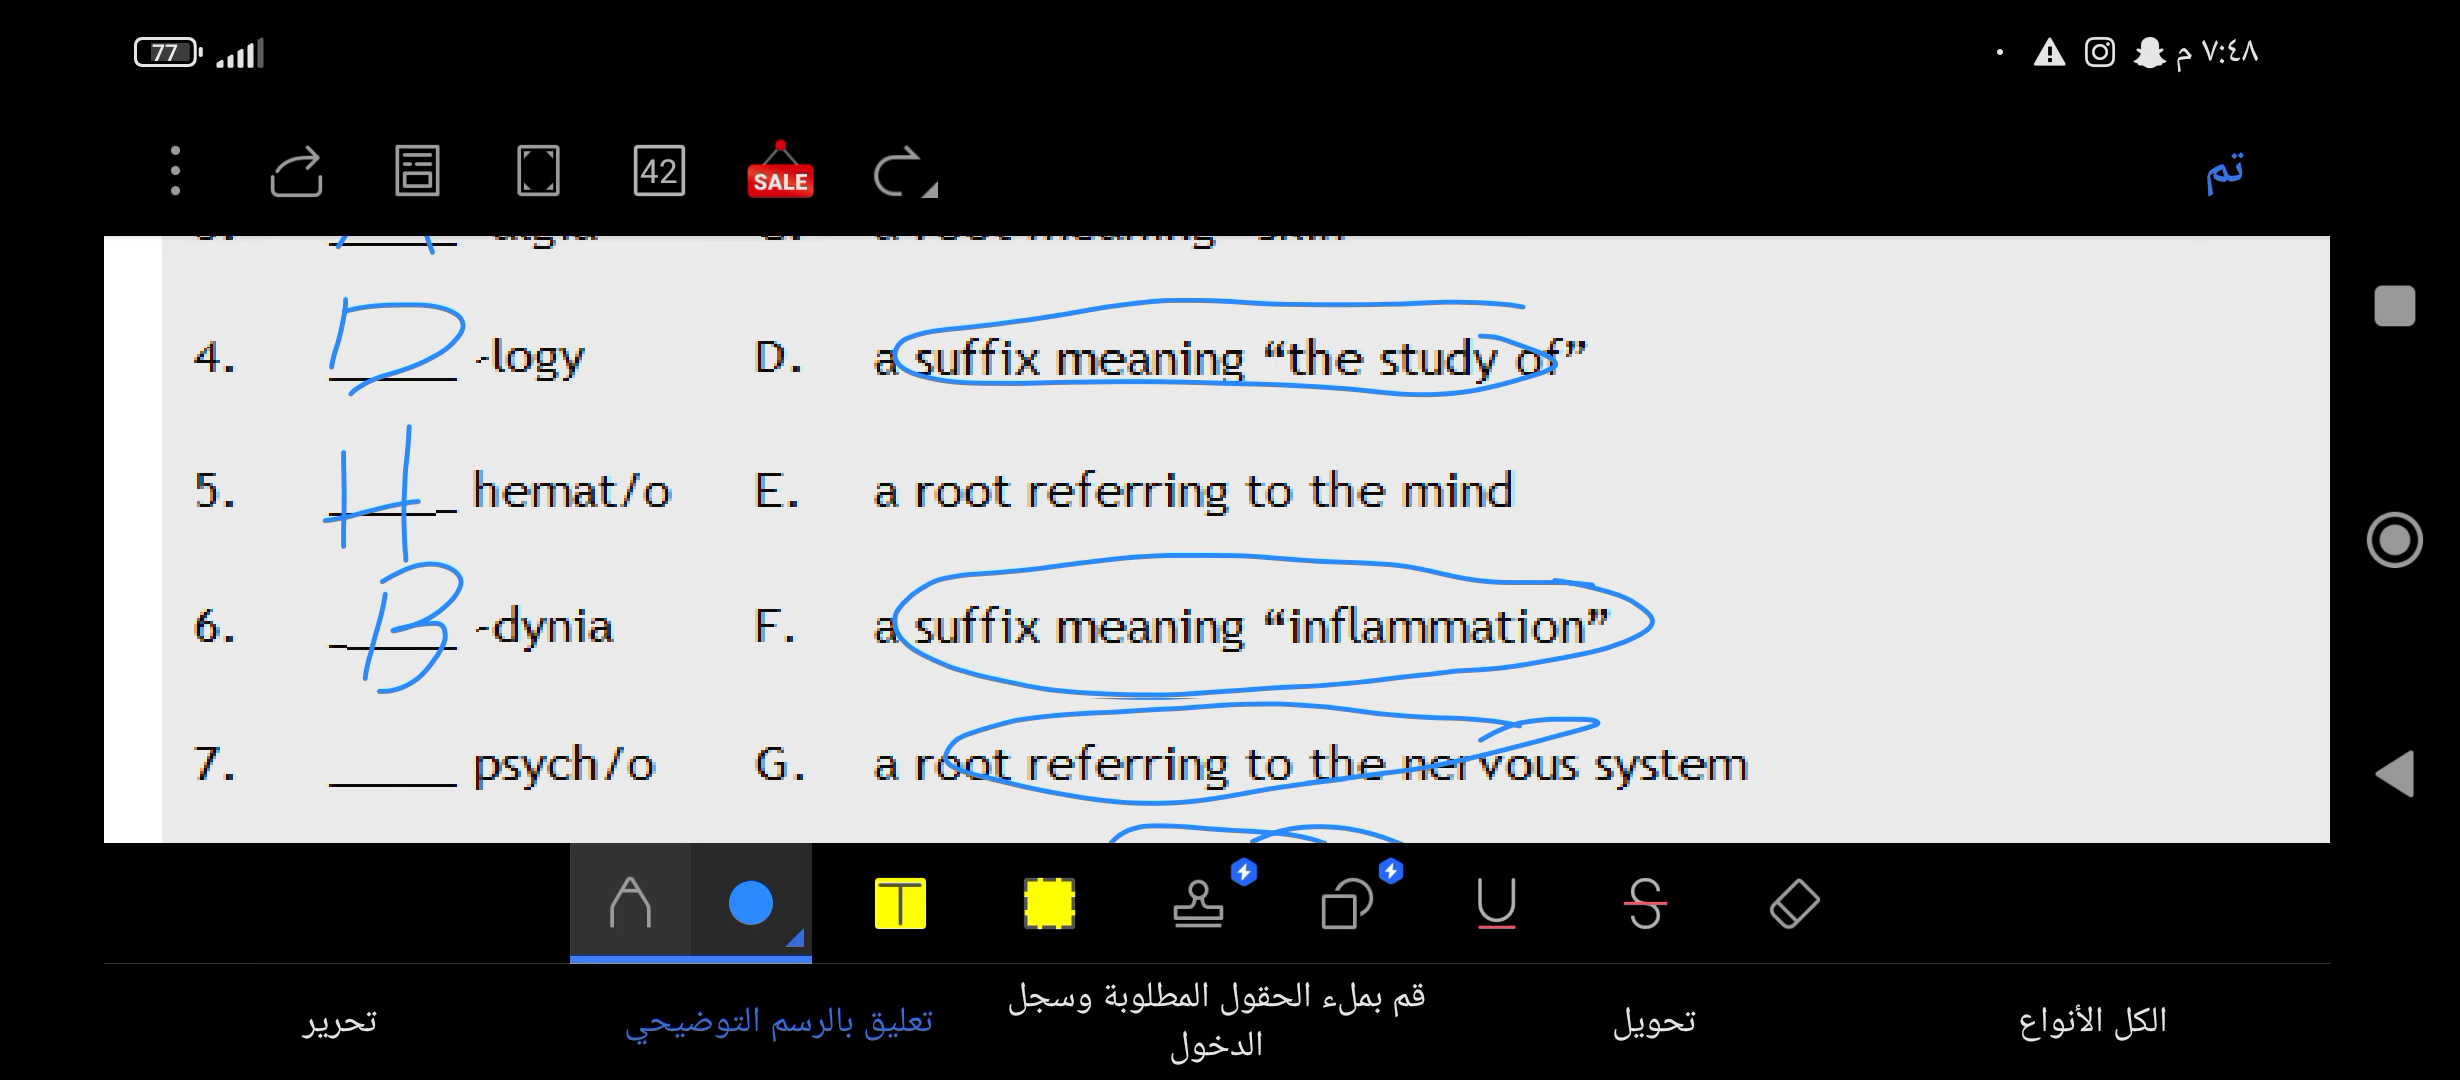 77 م ٧:٤٨
42 SALE تم
4. D -logy D. a suffix meaning “the study of”
5. H hemat/o E. a root referring to the mind
6. B -dynia F. a suffix meaning “inflammation”
7. _____ psych/o G. a root referring to the nervous system
الكل الأنواع
تحويل
قم بملء الحقول المطلوبة وسجل
الدخول
تعليق بالرسم التوضيحي
تحرير